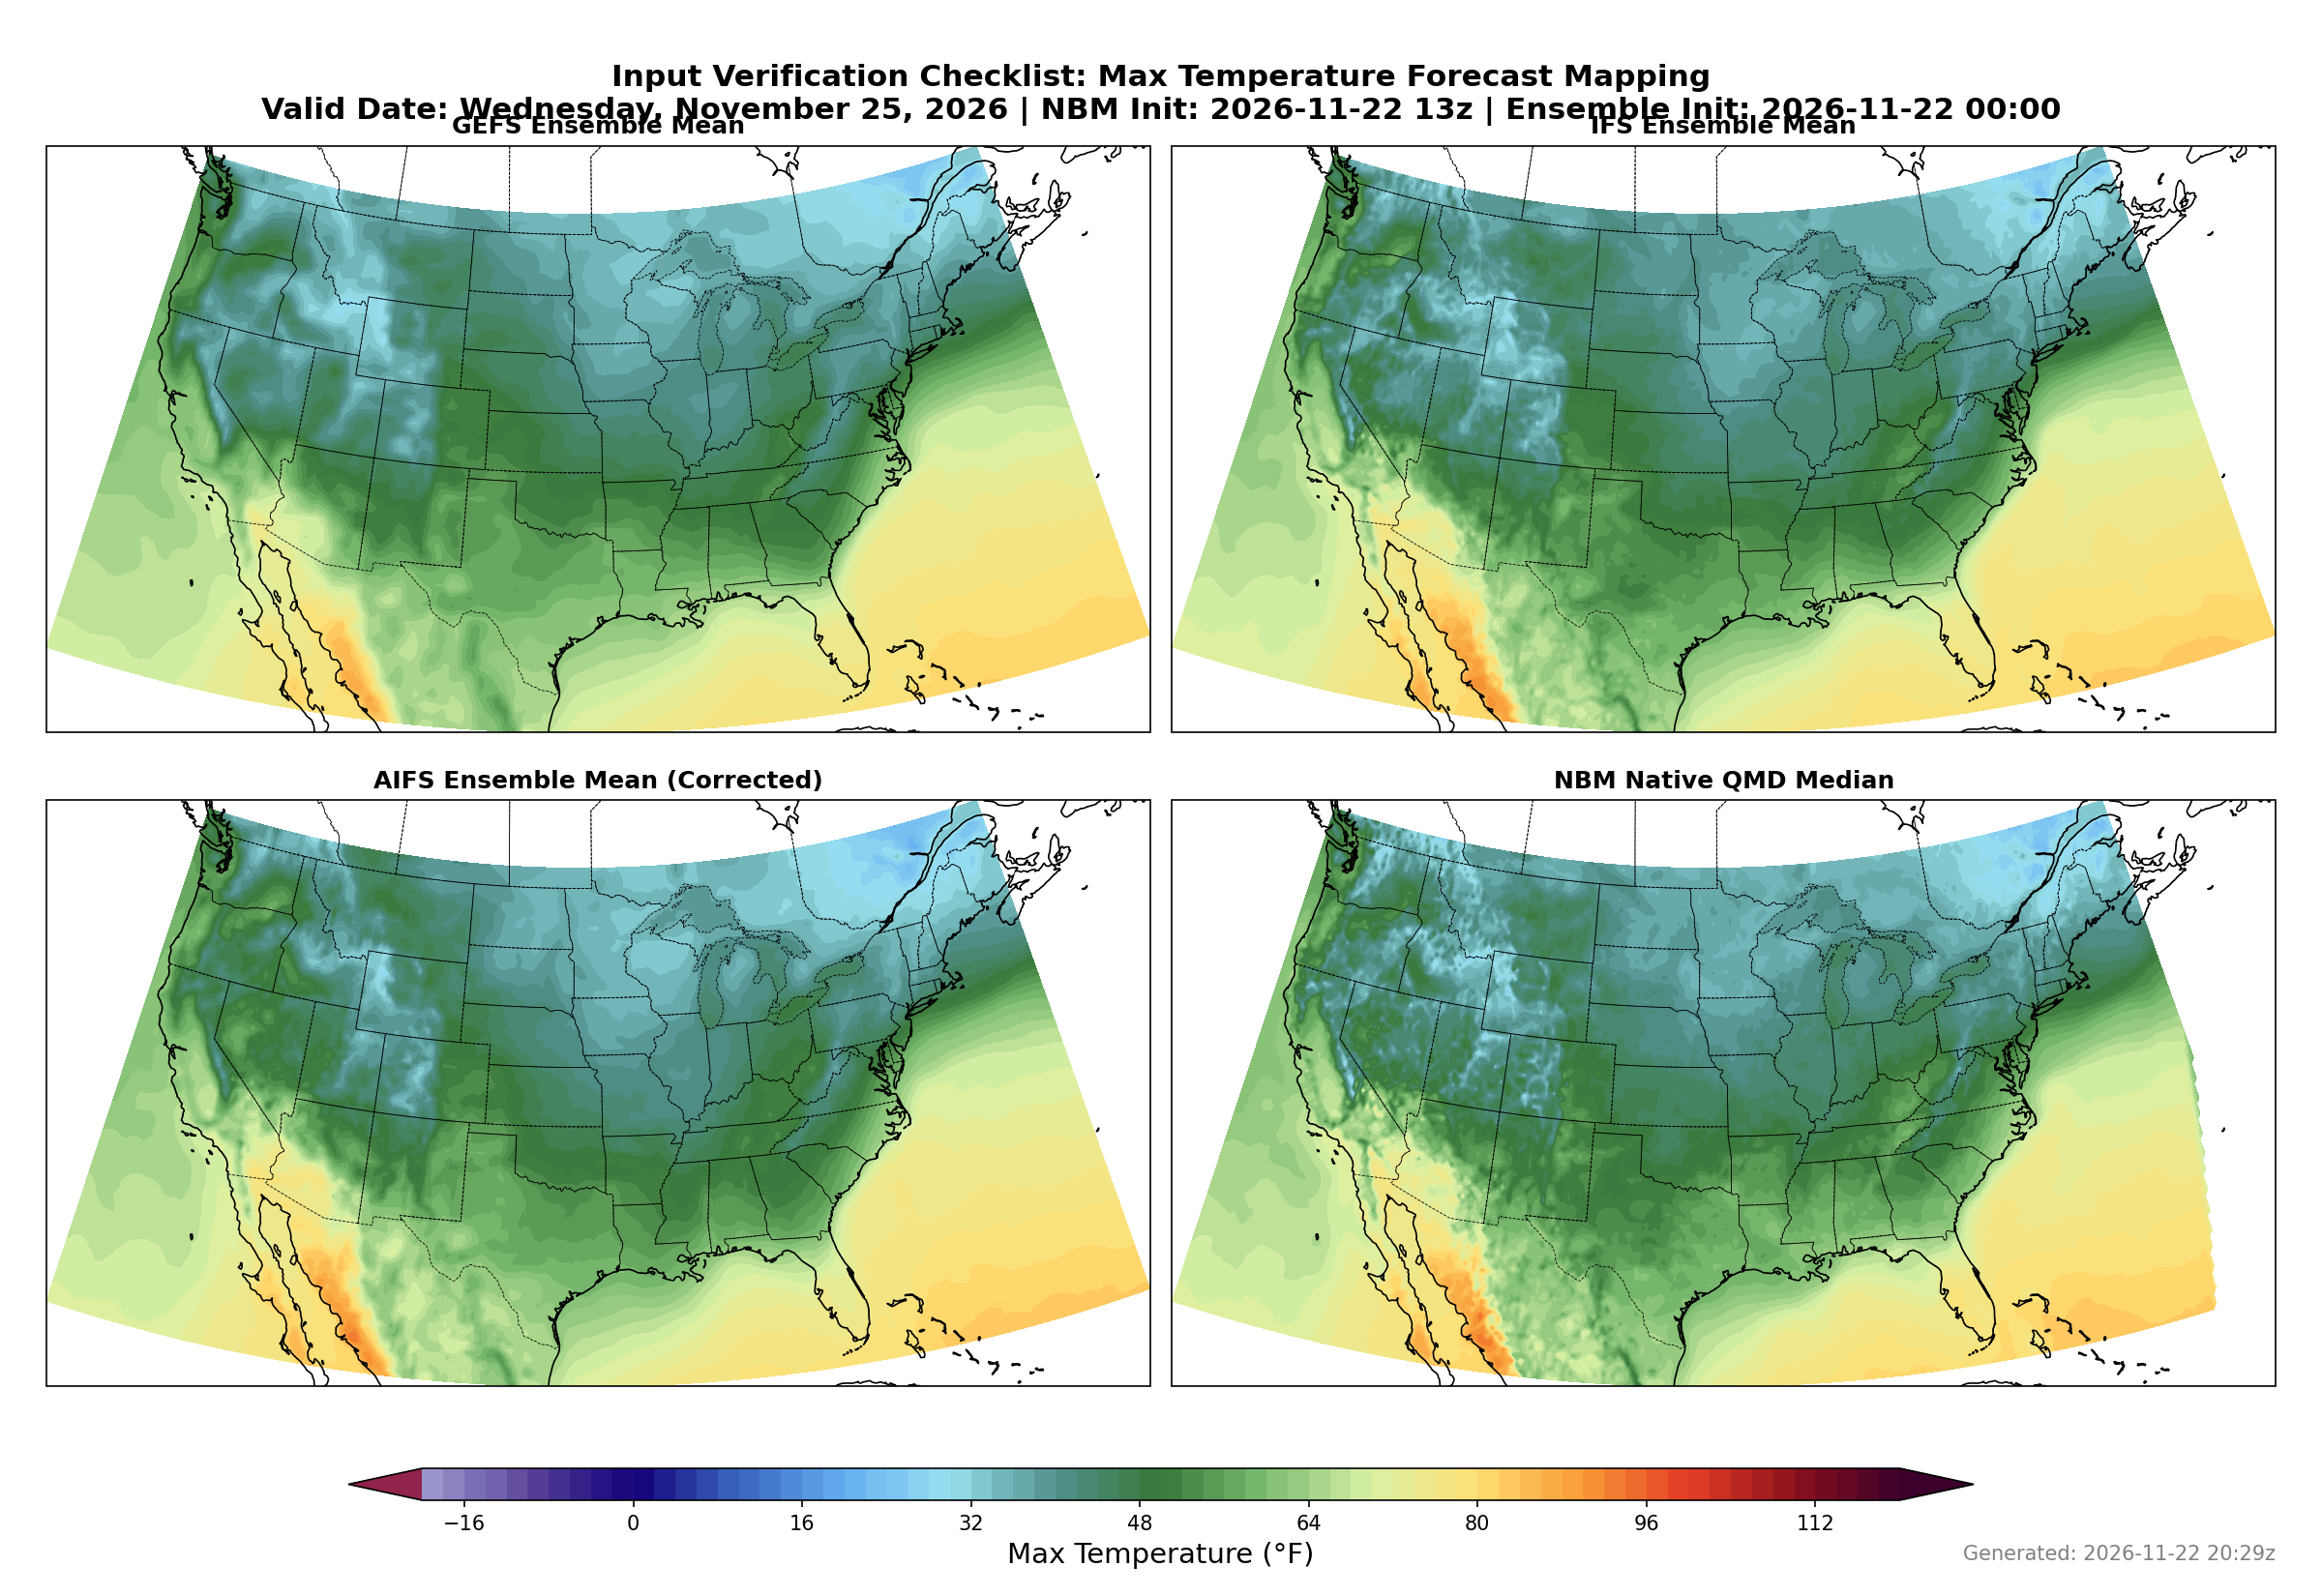 Input Verification Checklist: Max Temperature Forecast Mapping
Valid Date: Wednesday, November 25, 2026 | NBM Init: 2026-11-22 13z | Ensemble Init: 2026-11-22 00:00
GEFS Ensemble Mean
IFS Ensemble Mean
AIFS Ensemble Mean (Corrected)
NBM Native QMD Median
−16 0 16 32 48 64 80 96 112
Max Temperature (°F)
Generated: 2026-11-22 20:29z